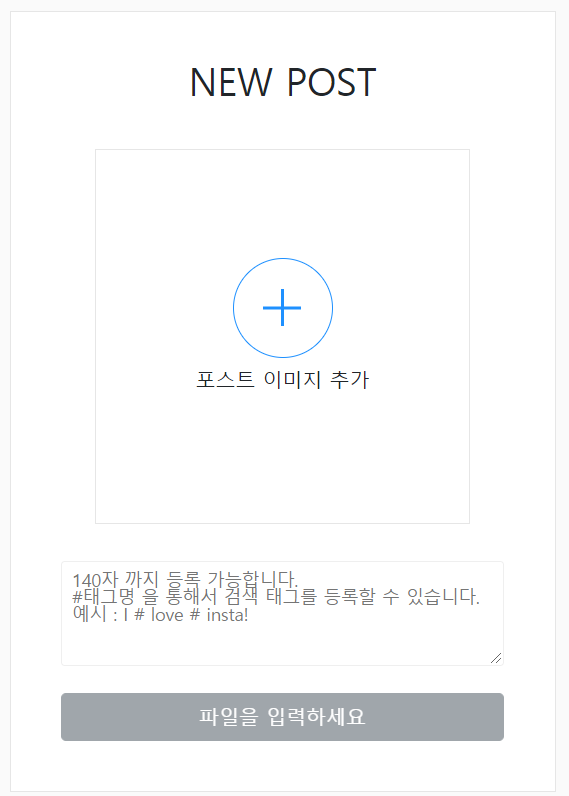 NEW POST
포스트 이미지 추가
140자 까지 등록 가능합니다.
#태그명 을 통해서 검색 태그를 등록할 수 있습니다.
예시 : I # love # insta!
파일을 입력하세요